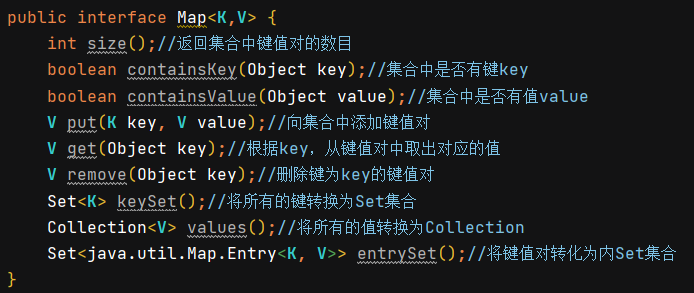 public interface Map<K,V> {
    int size();//返回集合中键值对的数目
    boolean containsKey(Object key);//集合中是否有键key
    boolean containsValue(Object value);//集合中是否有值value
    V put(K key, V value);//向集合中添加键值对
    V get(Object key);//根据key，从键值对中取出对应的值
    V remove(Object key);//删除键为key的键值对
    Set<K> keySet();//将所有的键转换为Set集合
    Collection<V> values();//将所有的值转换为Collection
    Set<java.util.Map.Entry<K, V>> entrySet();//将键值对转化为内Set集合
}